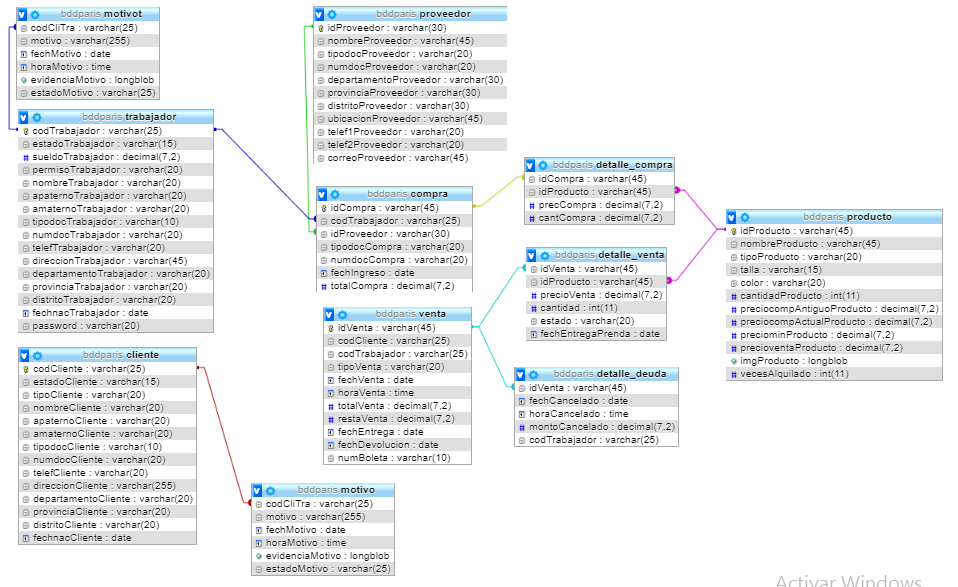 bddparis motivot
codCliTra : varchar(25)
motivo : varchar(255)
fechMotivo : date
horaMotivo : time
evidenciaMotivo : longblob
estadoMotivo : varchar(25)
bddparis trabajador
codTrabajador : varchar(25)
estadoTrabajador : varchar(15)
sueldoTrabajador : decimal(7,2)
permisoTrabajador : varchar(20)
nombreTrabajador : varchar(20)
apaternoTrabajador : varchar(20)
amaternoTrabajador : varchar(20)
tipodocTrabajador : varchar(10)
numdocTrabajador : varchar(20)
telefTrabajador : varchar(20)
direccionTrabajador : varchar(45)
departamentoTrabajador : varchar(20)
provinciaTrabajador : varchar(20)
distritoTrabajador : varchar(20)
fechnacTrabajador : date
password : varchar(20)
bddparis cliente
codCliente : varchar(25)
estadoCliente : varchar(15)
tipoCliente : varchar(20)
nombreCliente : varchar(20)
apaternoCliente : varchar(20)
amaternoCliente : varchar(20)
tipodocCliente : varchar(10)
numdocCliente : varchar(20)
telefCliente : varchar(20)
direccionCliente : varchar(255)
departamentoCliente : varchar(20)
provinciaCliente : varchar(20)
distritoCliente : varchar(20)
fechnacCliente : date
bddparis proveedor
idProveedor : varchar(30)
nombreProveedor : varchar(45)
tipodocProveedor : varchar(20)
numdocProveedor : varchar(20)
departamentoProveedor : varchar(30)
provinciaProveedor : varchar(30)
distritoProveedor : varchar(30)
ubicacionProveedor : varchar(45)
telef1Proveedor : varchar(20)
telef2Proveedor : varchar(20)
correoProveedor : varchar(45)
bddparis compra
idCompra : varchar(45)
codTrabajador : varchar(25)
idProveedor : varchar(30)
tipodocCompra : varchar(20)
numdocCompra : varchar(20)
fechIngreso : date
totalCompra : decimal(7,2)
bddparis venta
idVenta : varchar(45)
codCliente : varchar(25)
codTrabajador : varchar(25)
tipoVenta : varchar(20)
fechVenta : date
horaVenta : time
totalVenta : decimal(7,2)
restaVenta : decimal(7,2)
fechEntrega : date
fechDevolucion : date
numBoleta : varchar(10)
bddparis motivo
codCliTra : varchar(25)
motivo : varchar(255)
fechMotivo : date
horaMotivo : time
evidenciaMotivo : longblob
estadoMotivo : varchar(25)
bddparis detalle_compra
idCompra : varchar(45)
idProducto : varchar(45)
precCompra : decimal(7,2)
cantCompra : decimal(7,2)
bddparis detalle_venta
idVenta : varchar(45)
idProducto : varchar(45)
precioVenta : decimal(7,2)
cantidad : int(11)
estado : varchar(20)
fechEntregaPrenda : date
bddparis detalle_deuda
idVenta : varchar(45)
fechCancelado : date
horaCancelado : time
montoCancelado : decimal(7,2)
codTrabajador : varchar(25)
bddparis producto
idProducto : varchar(45)
nombreProducto : varchar(45)
tipoProducto : varchar(20)
talla : varchar(15)
color : varchar(20)
cantidadProducto : int(11)
preciocompAntiguoProducto : decimal(7,2)
preciocompActualProducto : decimal(7,2)
preciominProducto : decimal(7,2)
precioventaProducto : decimal(7,2)
imgProducto : longblob
vecesAlquilado : int(11)
Activar Windows